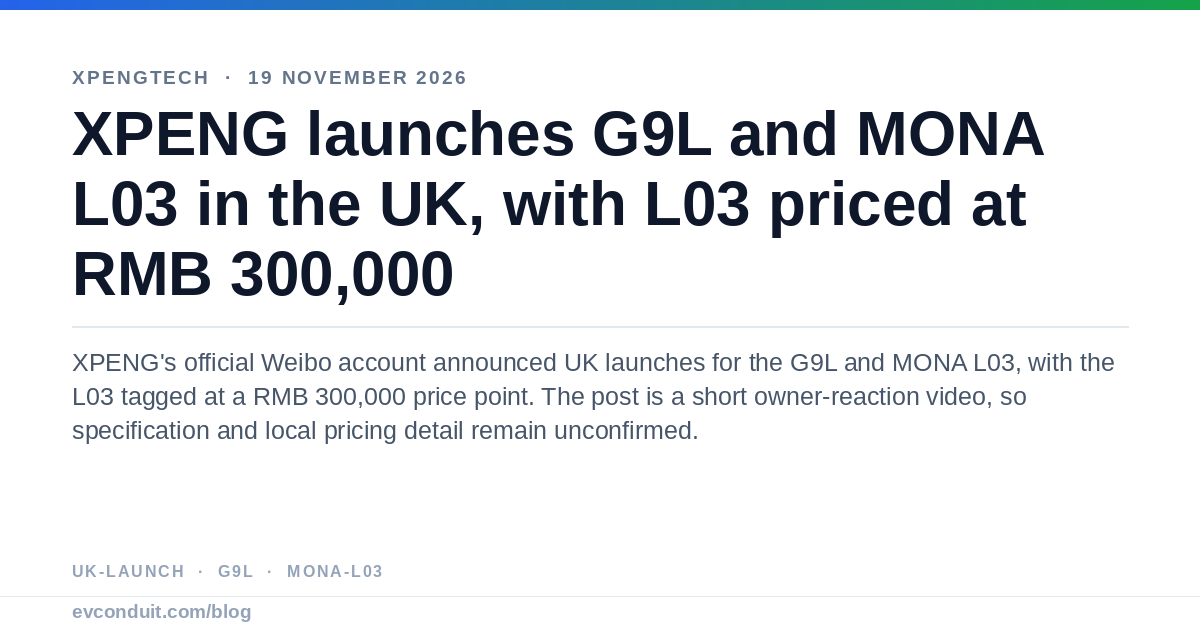 XPENGTECH · 19 NOVEMBER 2026
XPENG launches G9L and MONA
L03 in the UK, with L03 priced at
RMB 300,000
XPENG's official Weibo account announced UK launches for the G9L and MONA L03, with the
L03 tagged at a RMB 300,000 price point. The post is a short owner-reaction video, so
specification and local pricing detail remain unconfirmed.
UK-LAUNCH · G9L · MONA-L03
evconduit.com/blog